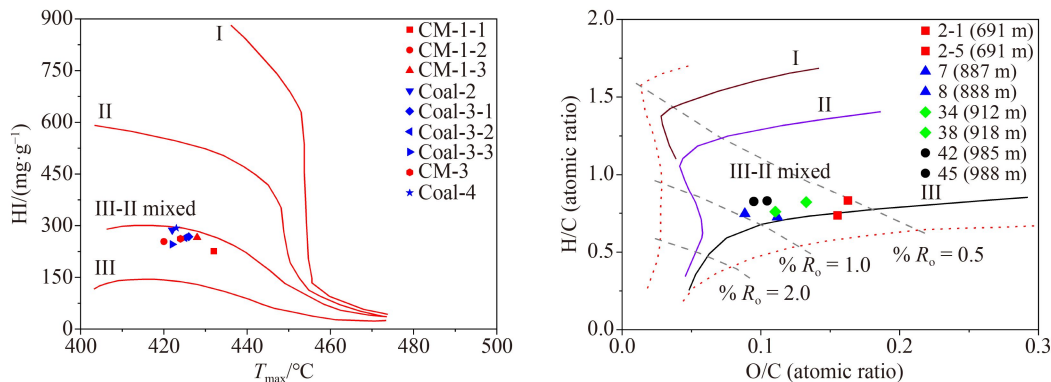 900
750
600
450
300
150
0
HI/(mg·g⁻¹)
400
420
440
460
480
500
Tmax/°C
I
II
III-II mixed
III
CM-1-1
CM-1-2
CM-1-3
Coal-2
Coal-3-1
Coal-3-2
Coal-3-3
CM-3
Coal-4
2.0
1.5
1.0
0.5
0.0
H/C (atomic ratio)
0.0
0.1
0.2
0.3
O/C (atomic ratio)
I
II
III-II mixed
III
% Ro = 0.5
% Ro = 1.0
% Ro = 2.0
2-1 (691 m)
2-5 (691 m)
7 (887 m)
8 (888 m)
34 (912 m)
38 (918 m)
42 (985 m)
45 (988 m)